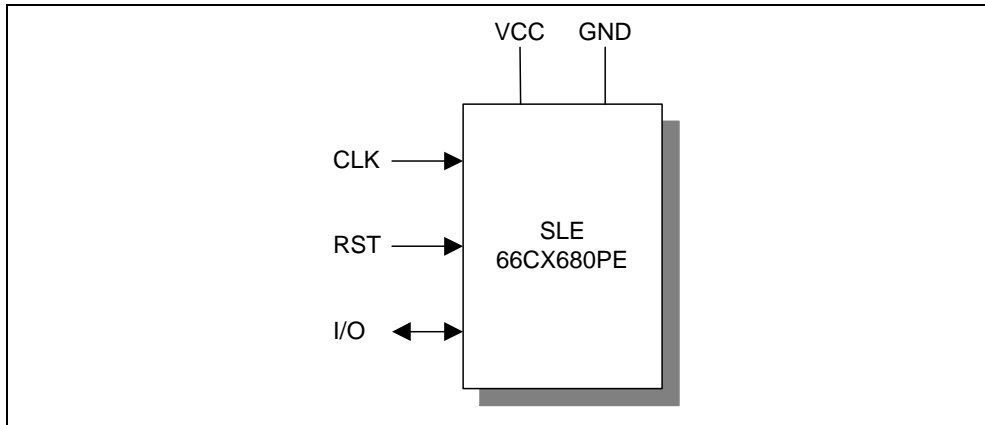 VCC GND
CLK
RST
SLE
66CX680PE
I/O